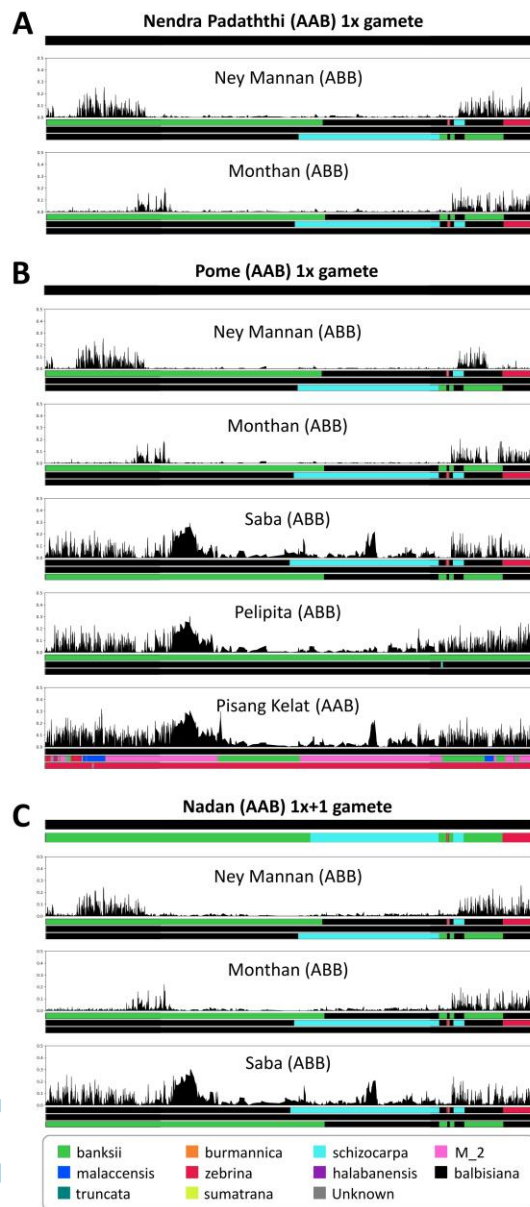 A
Nendra Padaththi (AAB) 1x gamete
Ney Mannan (ABB)
Monthan (ABB)
B
Pome (AAB) 1x gamete
Ney Mannan (ABB)
Monthan (ABB)
Saba (ABB)
Pelipita (ABB)
Pisang Kelat (AAB)
C
Nadan (AAB) 1x+1 gamete
Ney Mannan (ABB)
Monthan (ABB)
Saba (ABB)
banksii burmannica schizocarpa M_2
malaccensis zebrina halabanensis balbisiana
truncata sumatrana Unknown